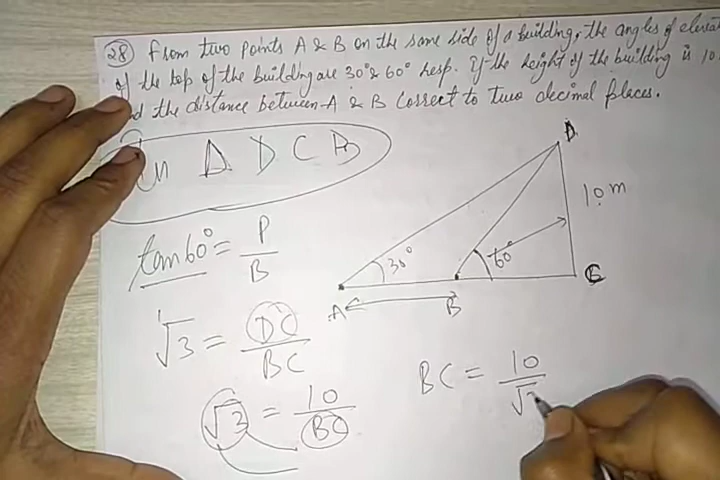 28 From two points A & B on the same side of a building, the angles of
of the top of the building are 30° & 60° resp. If the height of the building is 10
the distance between A & B Correct to two decimal places.
In Δ D C B
tan 60° = P / B
√3 = DC / BC
√3 = 10 / BC
D
10 m
30°
60°
A
B
C
BC = 10 / √